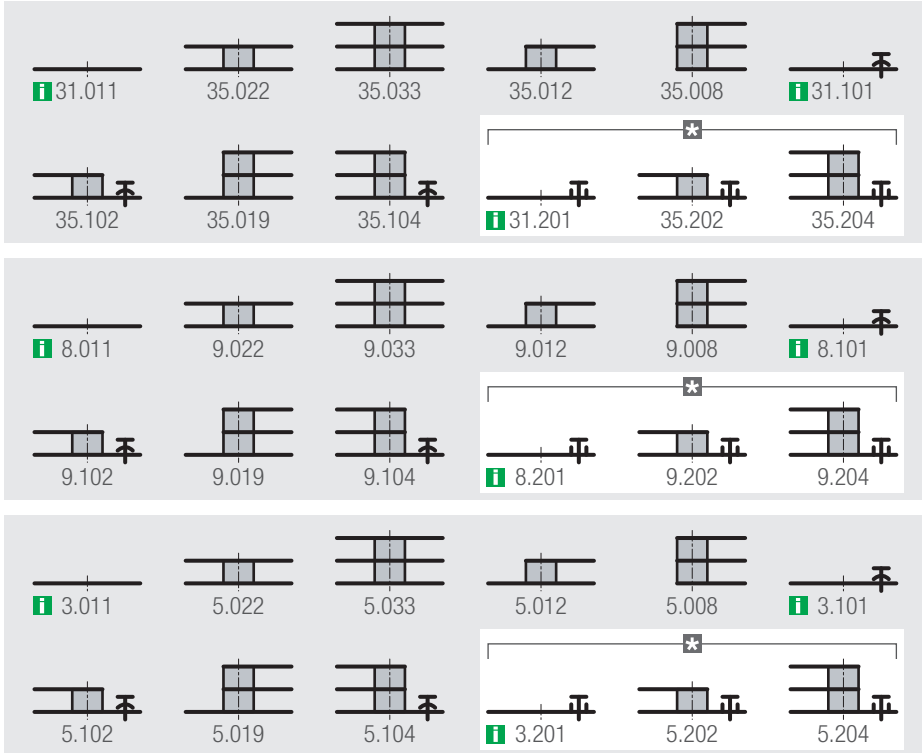 i 31.011 35.022 35.033 35.012 35.008 i 31.101
*
35.102 35.019 35.104 i 31.201 35.202 35.204
i 8.011 9.022 9.033 9.012 9.008 i 8.101
*
9.102 9.019 9.104 i 8.201 9.202 9.204
i 3.011 5.022 5.033 5.012 5.008 i 3.101
*
5.102 5.019 5.104 i 3.201 5.202 5.204